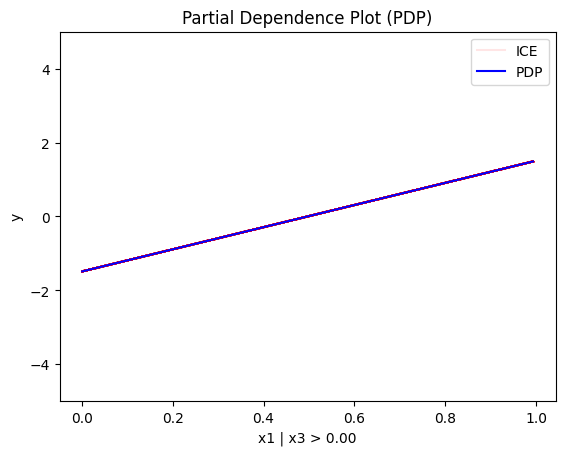 Partial Dependence Plot (PDP)
ICE
PDP
4
2
0
−2
−4
y
0.0 0.2 0.4 0.6 0.8 1.0
x1 | x3 > 0.00